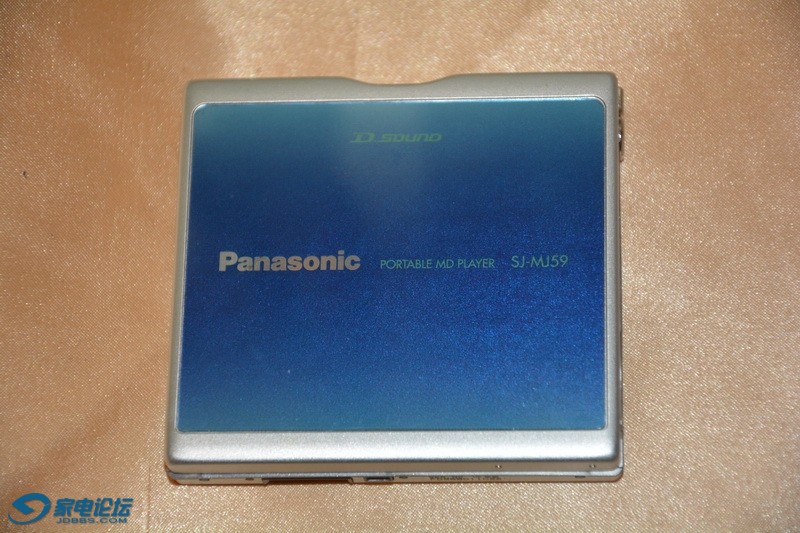 D.SOUND
Panasonic PORTABLE MD PLAYER SJ-MJ59
家电论坛
JDBBS.COM